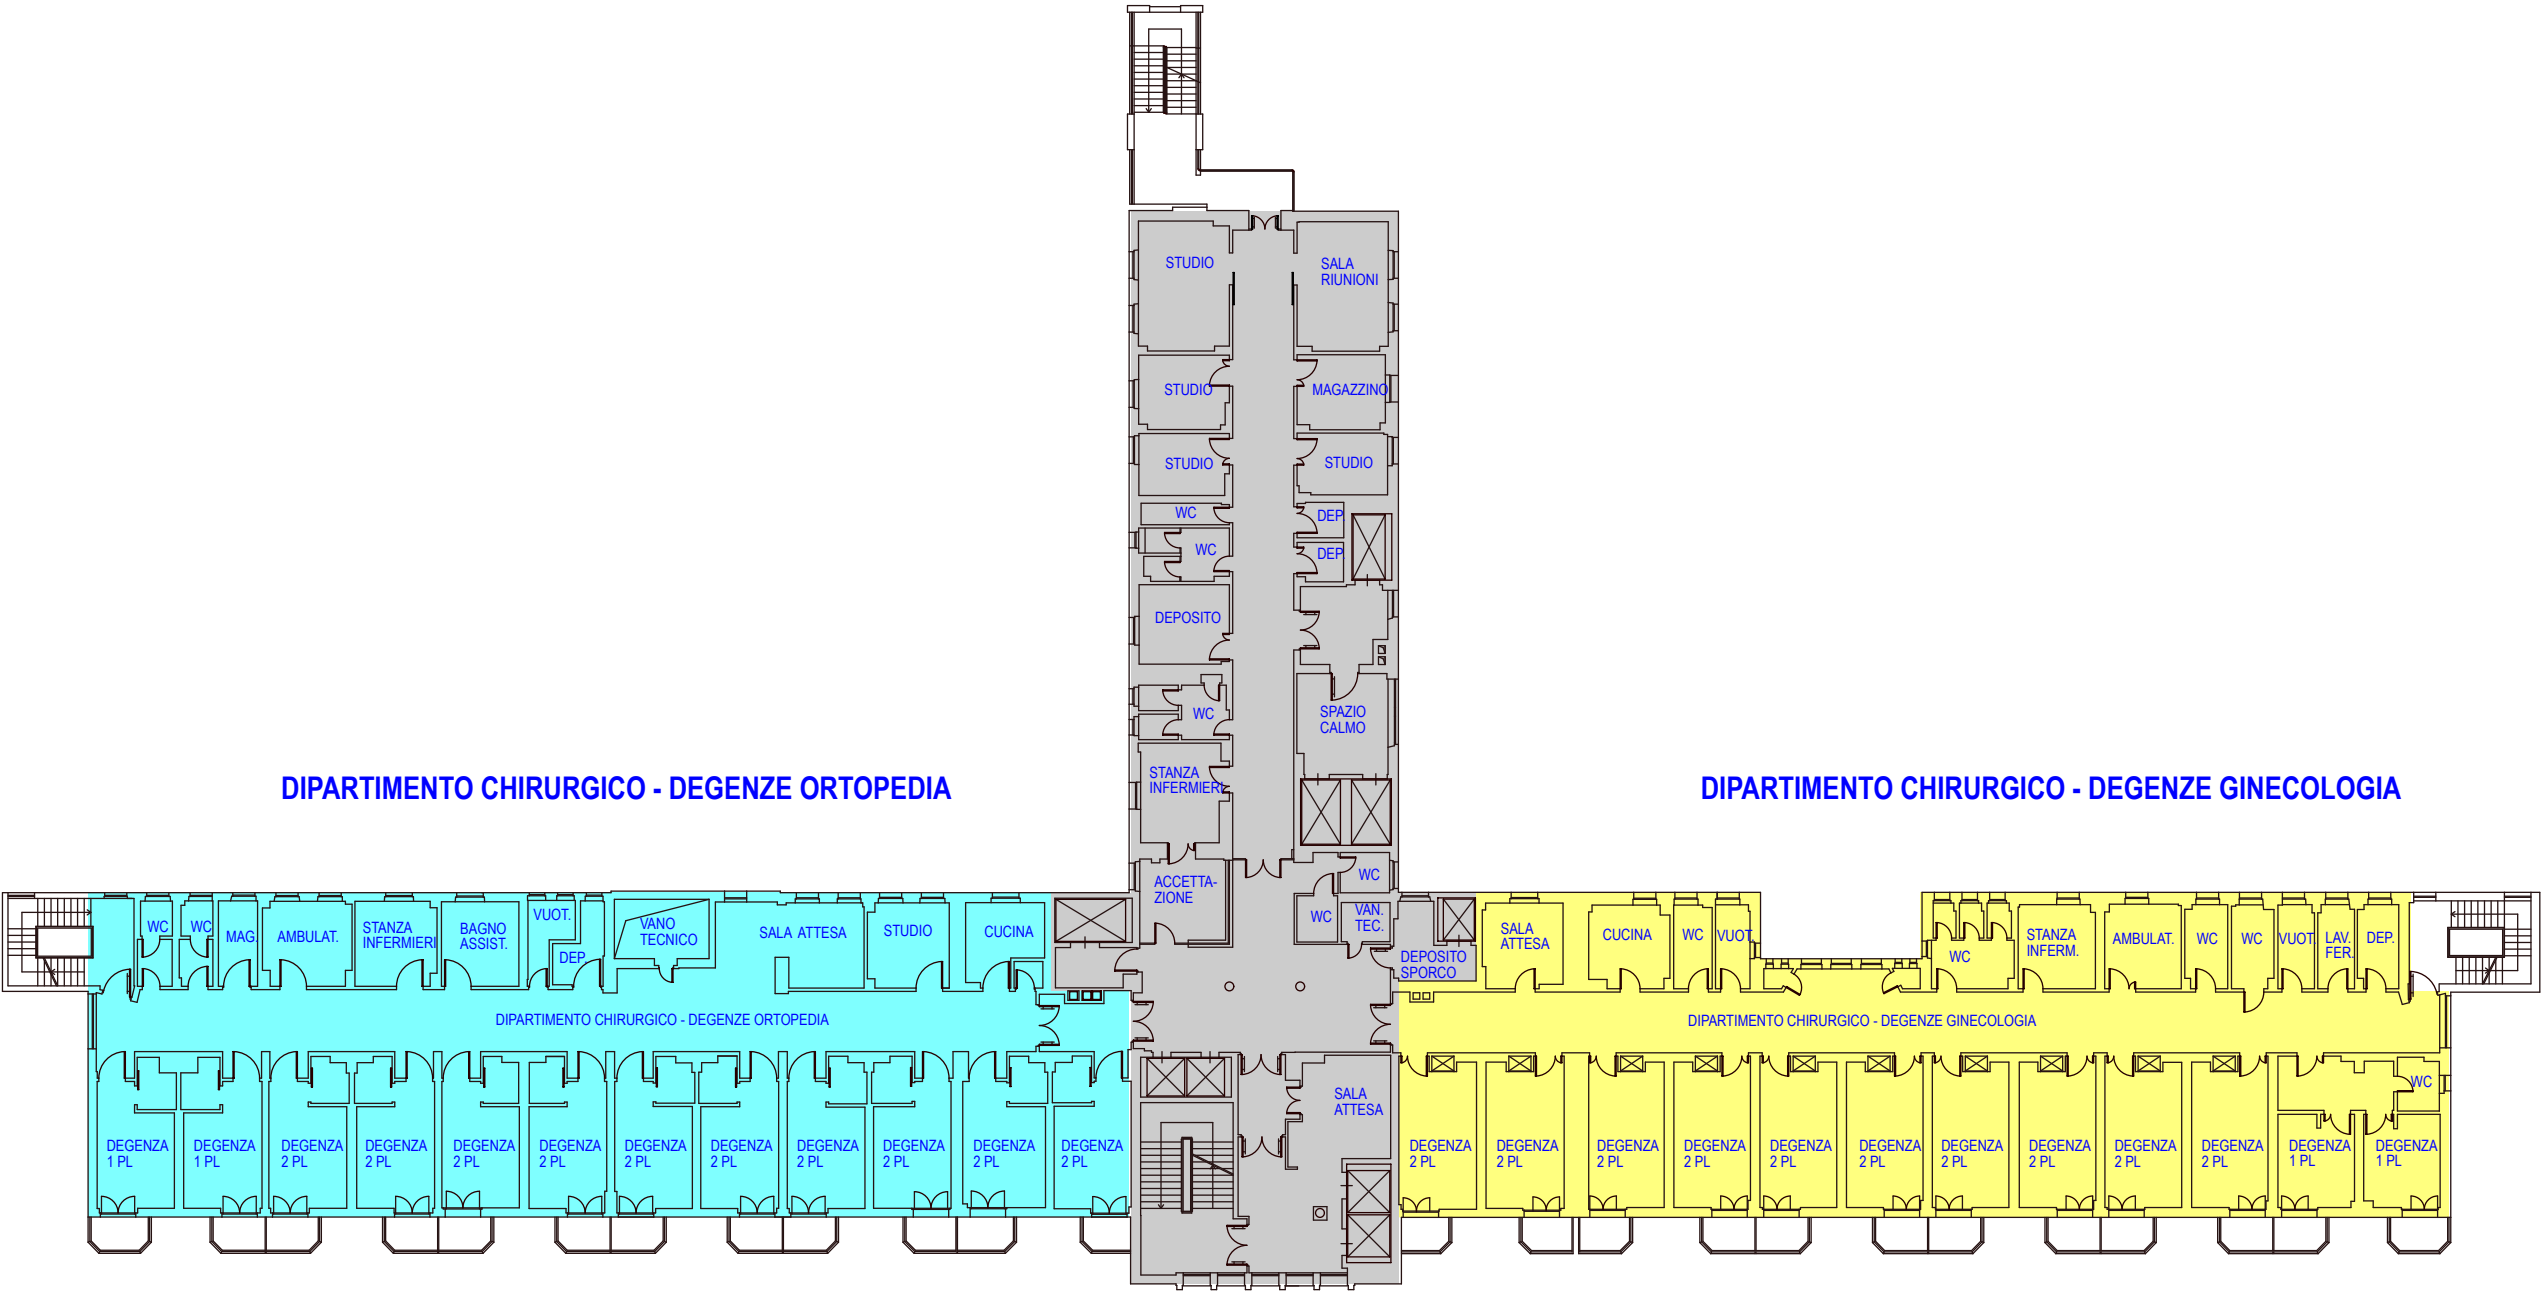 STUDIO
SALA
RIUNIONI
STUDIO
MAGAZZINO
STUDIO
STUDIO
WC
DEP.
WC
DEP.
DEPOSITO
WC
SPAZIO
CALMO
STANZA
INFERMIERI
DIPARTIMENTO CHIRURGICO - DEGENZE ORTOPEDIA
DIPARTIMENTO CHIRURGICO - DEGENZE GINECOLOGIA
ACCETTA-
ZIONE
WC
WC
VAN.
TEC.
WC
WC
MAG.
AMBULAT.
STANZA
INFERMIERI
BAGNO
ASSIST.
VUOT.
DEP.
VANO
TECNICO
SALA ATTESA
STUDIO
CUCINA
DEPOSITO
SPORCO
SALA
ATTESA
CUCINA
WC
VUOT.
WC
STANZA
INFERM.
AMBULAT.
WC
WC
VUOT.
LAV.
FER.
DEP.
DIPARTIMENTO CHIRURGICO - DEGENZE ORTOPEDIA
DIPARTIMENTO CHIRURGICO - DEGENZE GINECOLOGIA
WC
SALA
ATTESA
DEGENZA
1 PL
DEGENZA
1 PL
DEGENZA
2 PL
DEGENZA
2 PL
DEGENZA
2 PL
DEGENZA
2 PL
DEGENZA
2 PL
DEGENZA
2 PL
DEGENZA
2 PL
DEGENZA
2 PL
DEGENZA
2 PL
DEGENZA
2 PL
DEGENZA
2 PL
DEGENZA
2 PL
DEGENZA
2 PL
DEGENZA
2 PL
DEGENZA
2 PL
DEGENZA
2 PL
DEGENZA
2 PL
DEGENZA
2 PL
DEGENZA
2 PL
DEGENZA
2 PL
DEGENZA
1 PL
DEGENZA
1 PL